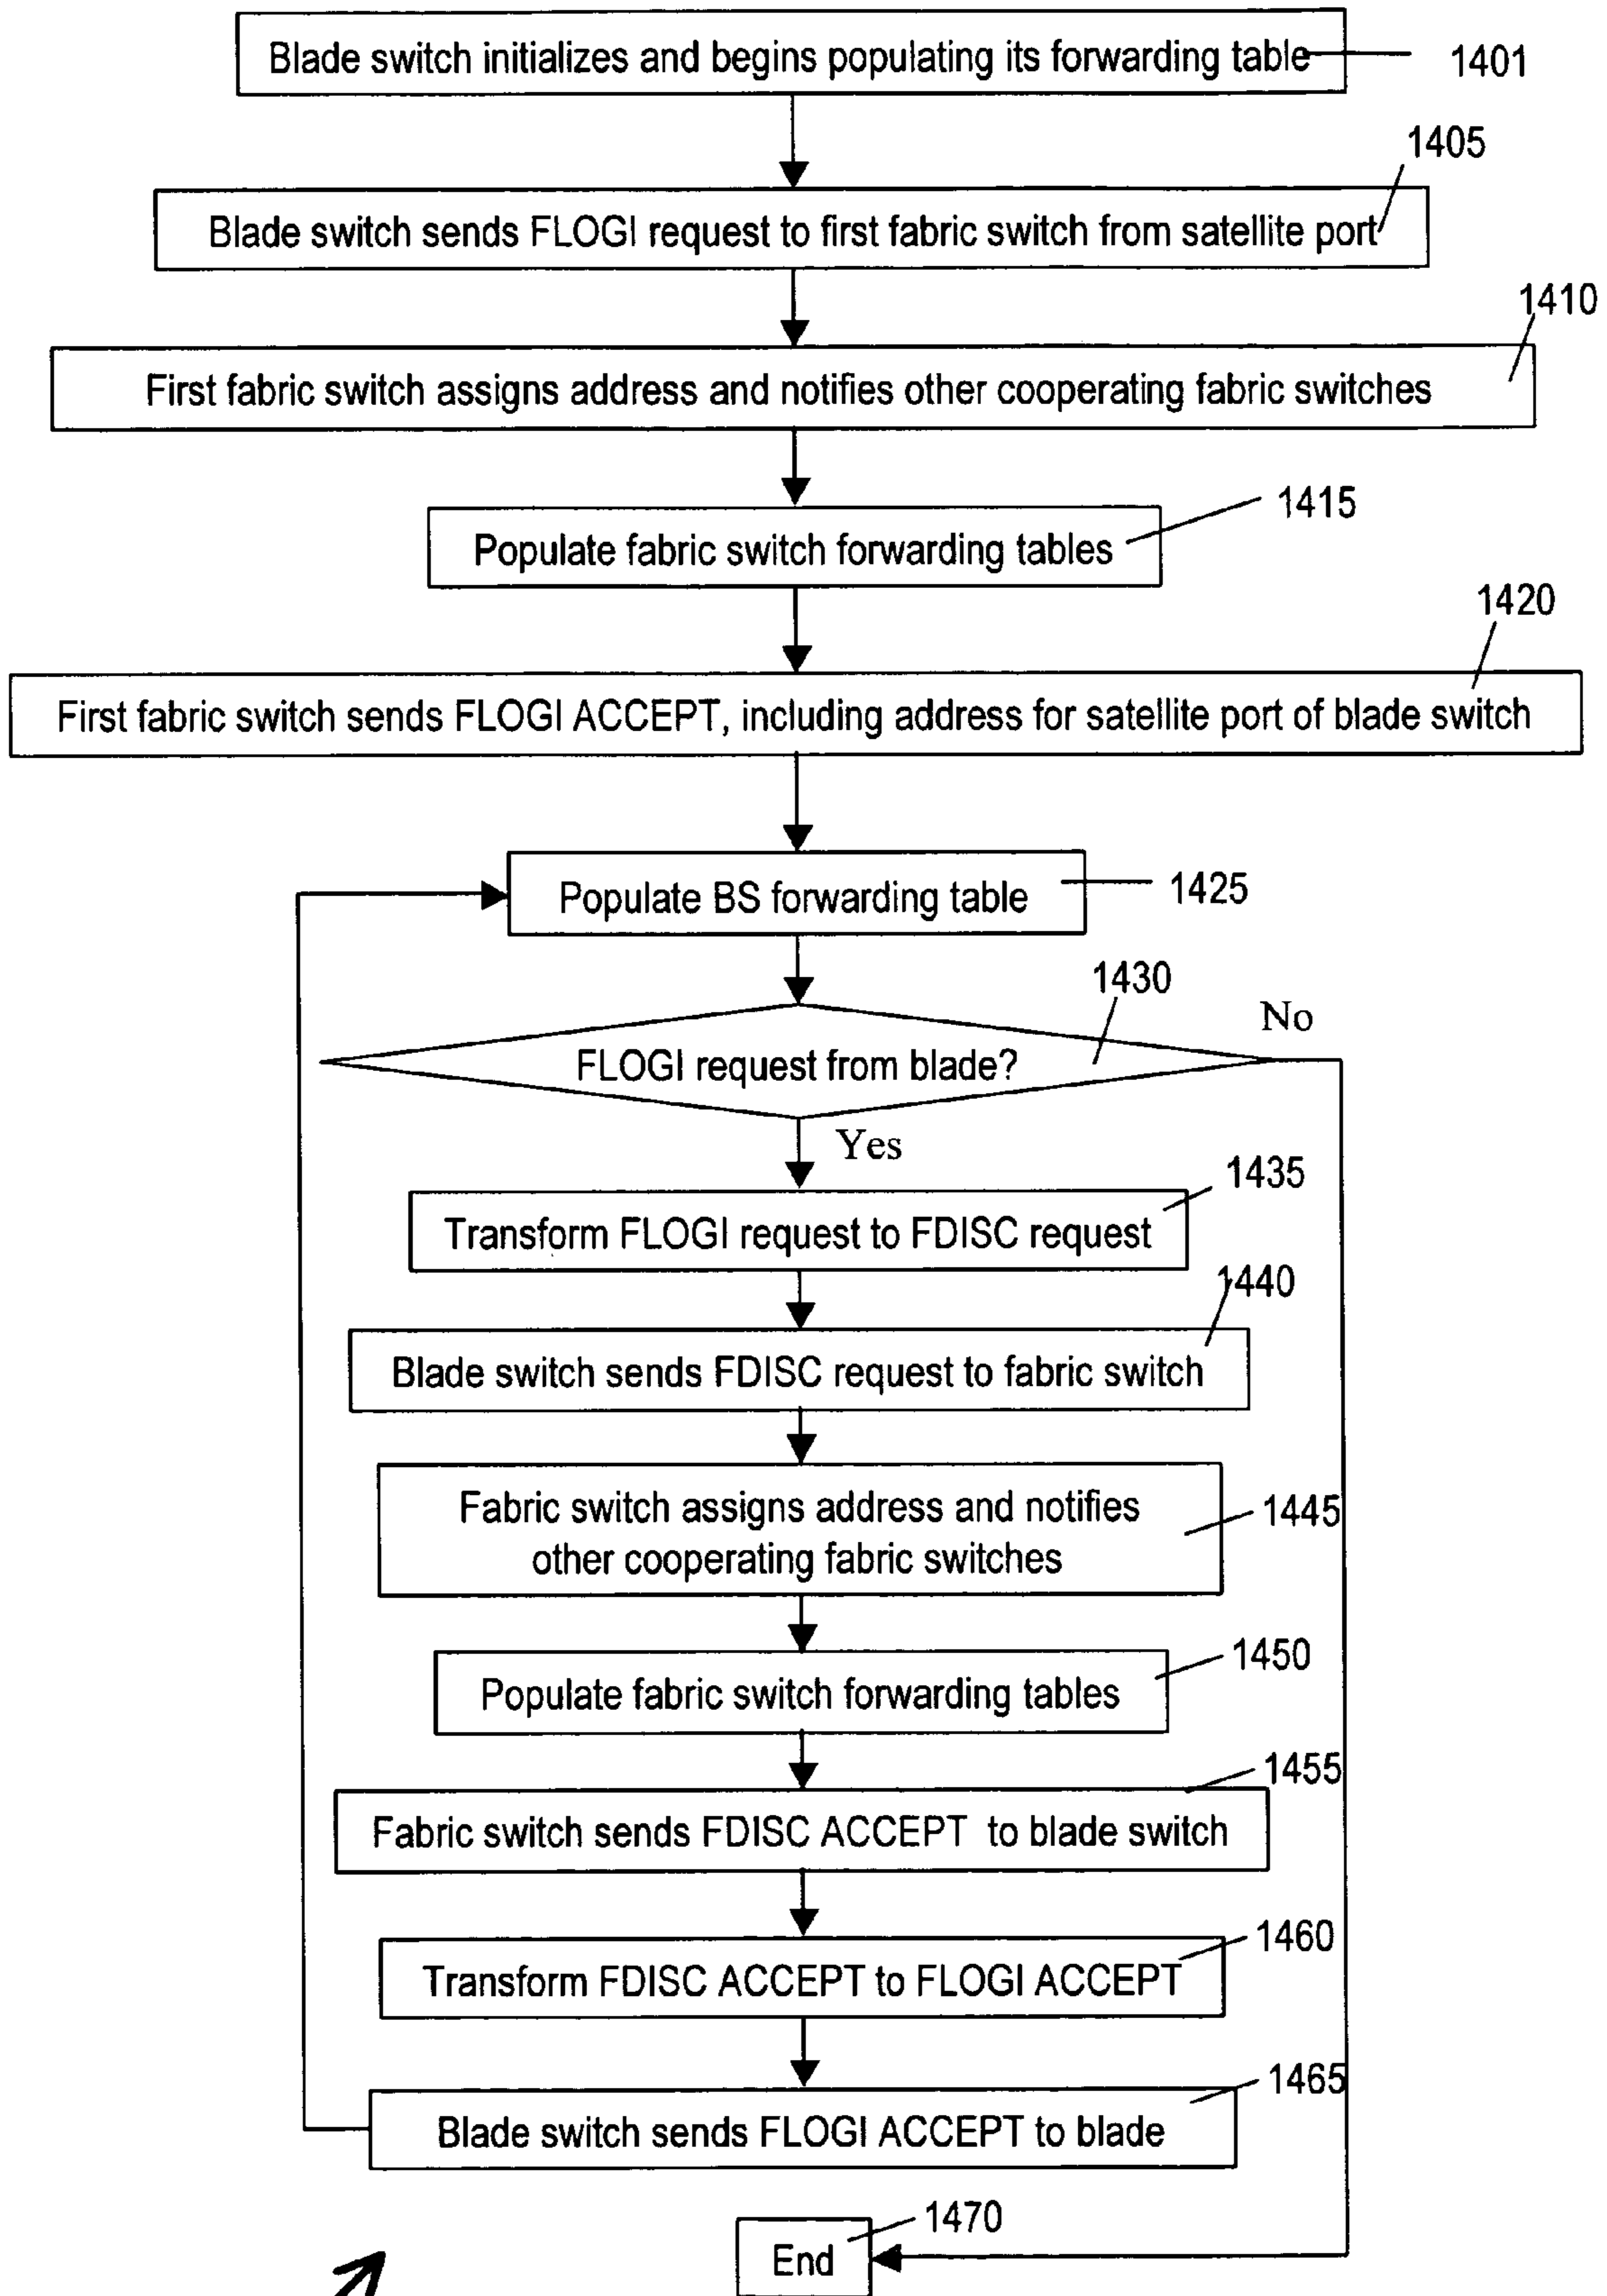 Blade switch initializes and begins populating its forwarding table
1401
1405
Blade switch sends FLOGI request to first fabric switch from satellite port
1410
First fabric switch assigns address and notifies other cooperating fabric switches
1415
Populate fabric switch forwarding tables
1420
First fabric switch sends FLOGI ACCEPT, including address for satellite port of blade switch
Populate BS forwarding table
1425
1430
No
FLOGI request from blade?
Yes
1435
Transform FLOGI request to FDISC request
1440
Blade switch sends FDISC request to fabric switch
Fabric switch assigns address and notifies
other cooperating fabric switches
1445
1450
Populate fabric switch forwarding tables
1455
Fabric switch sends FDISC ACCEPT to blade switch
1460
Transform FDISC ACCEPT to FLOGI ACCEPT
1465
Blade switch sends FLOGI ACCEPT to blade
1470
End